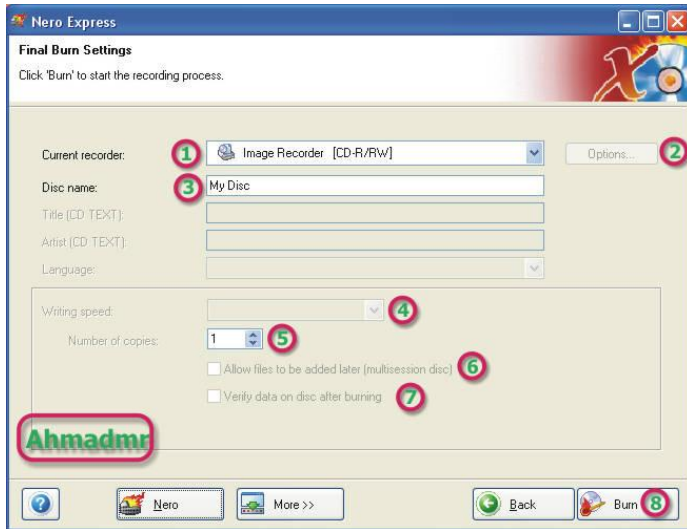 Nero Express
Final Burn Settings
Click 'Burn' to start the recording process.
Current recorder: 1 Image Recorder [CD-R/RW] Options... 2
Disc name: 3 My Disc
Title (CD TEXT):
Artist (CD TEXT):
Language:
Writing speed: 4
Number of copies: 1 5
Allow files to be added later (multisession disc) 6
Verify data on disc after burning 7
Ahmadmr
? Nero More >> Back Burn 8